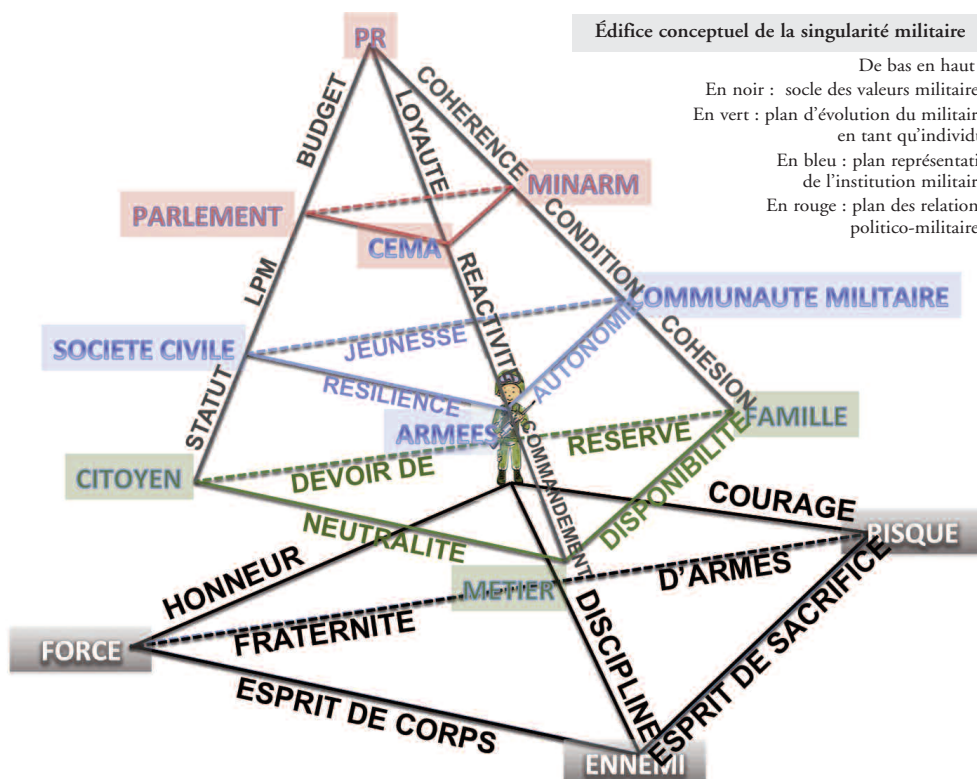 Édifice conceptuel de la singularité militaire
De bas en haut
En noir : socle des valeurs militaire
En vert : plan d'évolution du militair
en tant qu'individu
En bleu : plan représentati
de l'institution militair
En rouge : plan des relation
politico-militaire
PR
BUDGET
LOYAUTE
COHERENCE
PARLEMENT
MINARM
CEMA
LPM
REACTIVITE
CONDITION
SOCIETE CIVILE
COMMUNAUTE MILITAIRE
JEUNESSE
RESILIENCE
AUTONOMIE
COHESION
STATUT
ARMEES
COMMANDEMENT
FAMILLE
CITOYEN
DEVOIR DE
RESERVE
NEUTRALITE
DISPONIBILITE
METIER
COURAGE
RISQUE
HONNEUR
FRATERNITE
D'ARMES
DISCIPLINE
FORCE
ESPRIT DE CORPS
ESPRIT DE SACRIFICE
ENNEMI